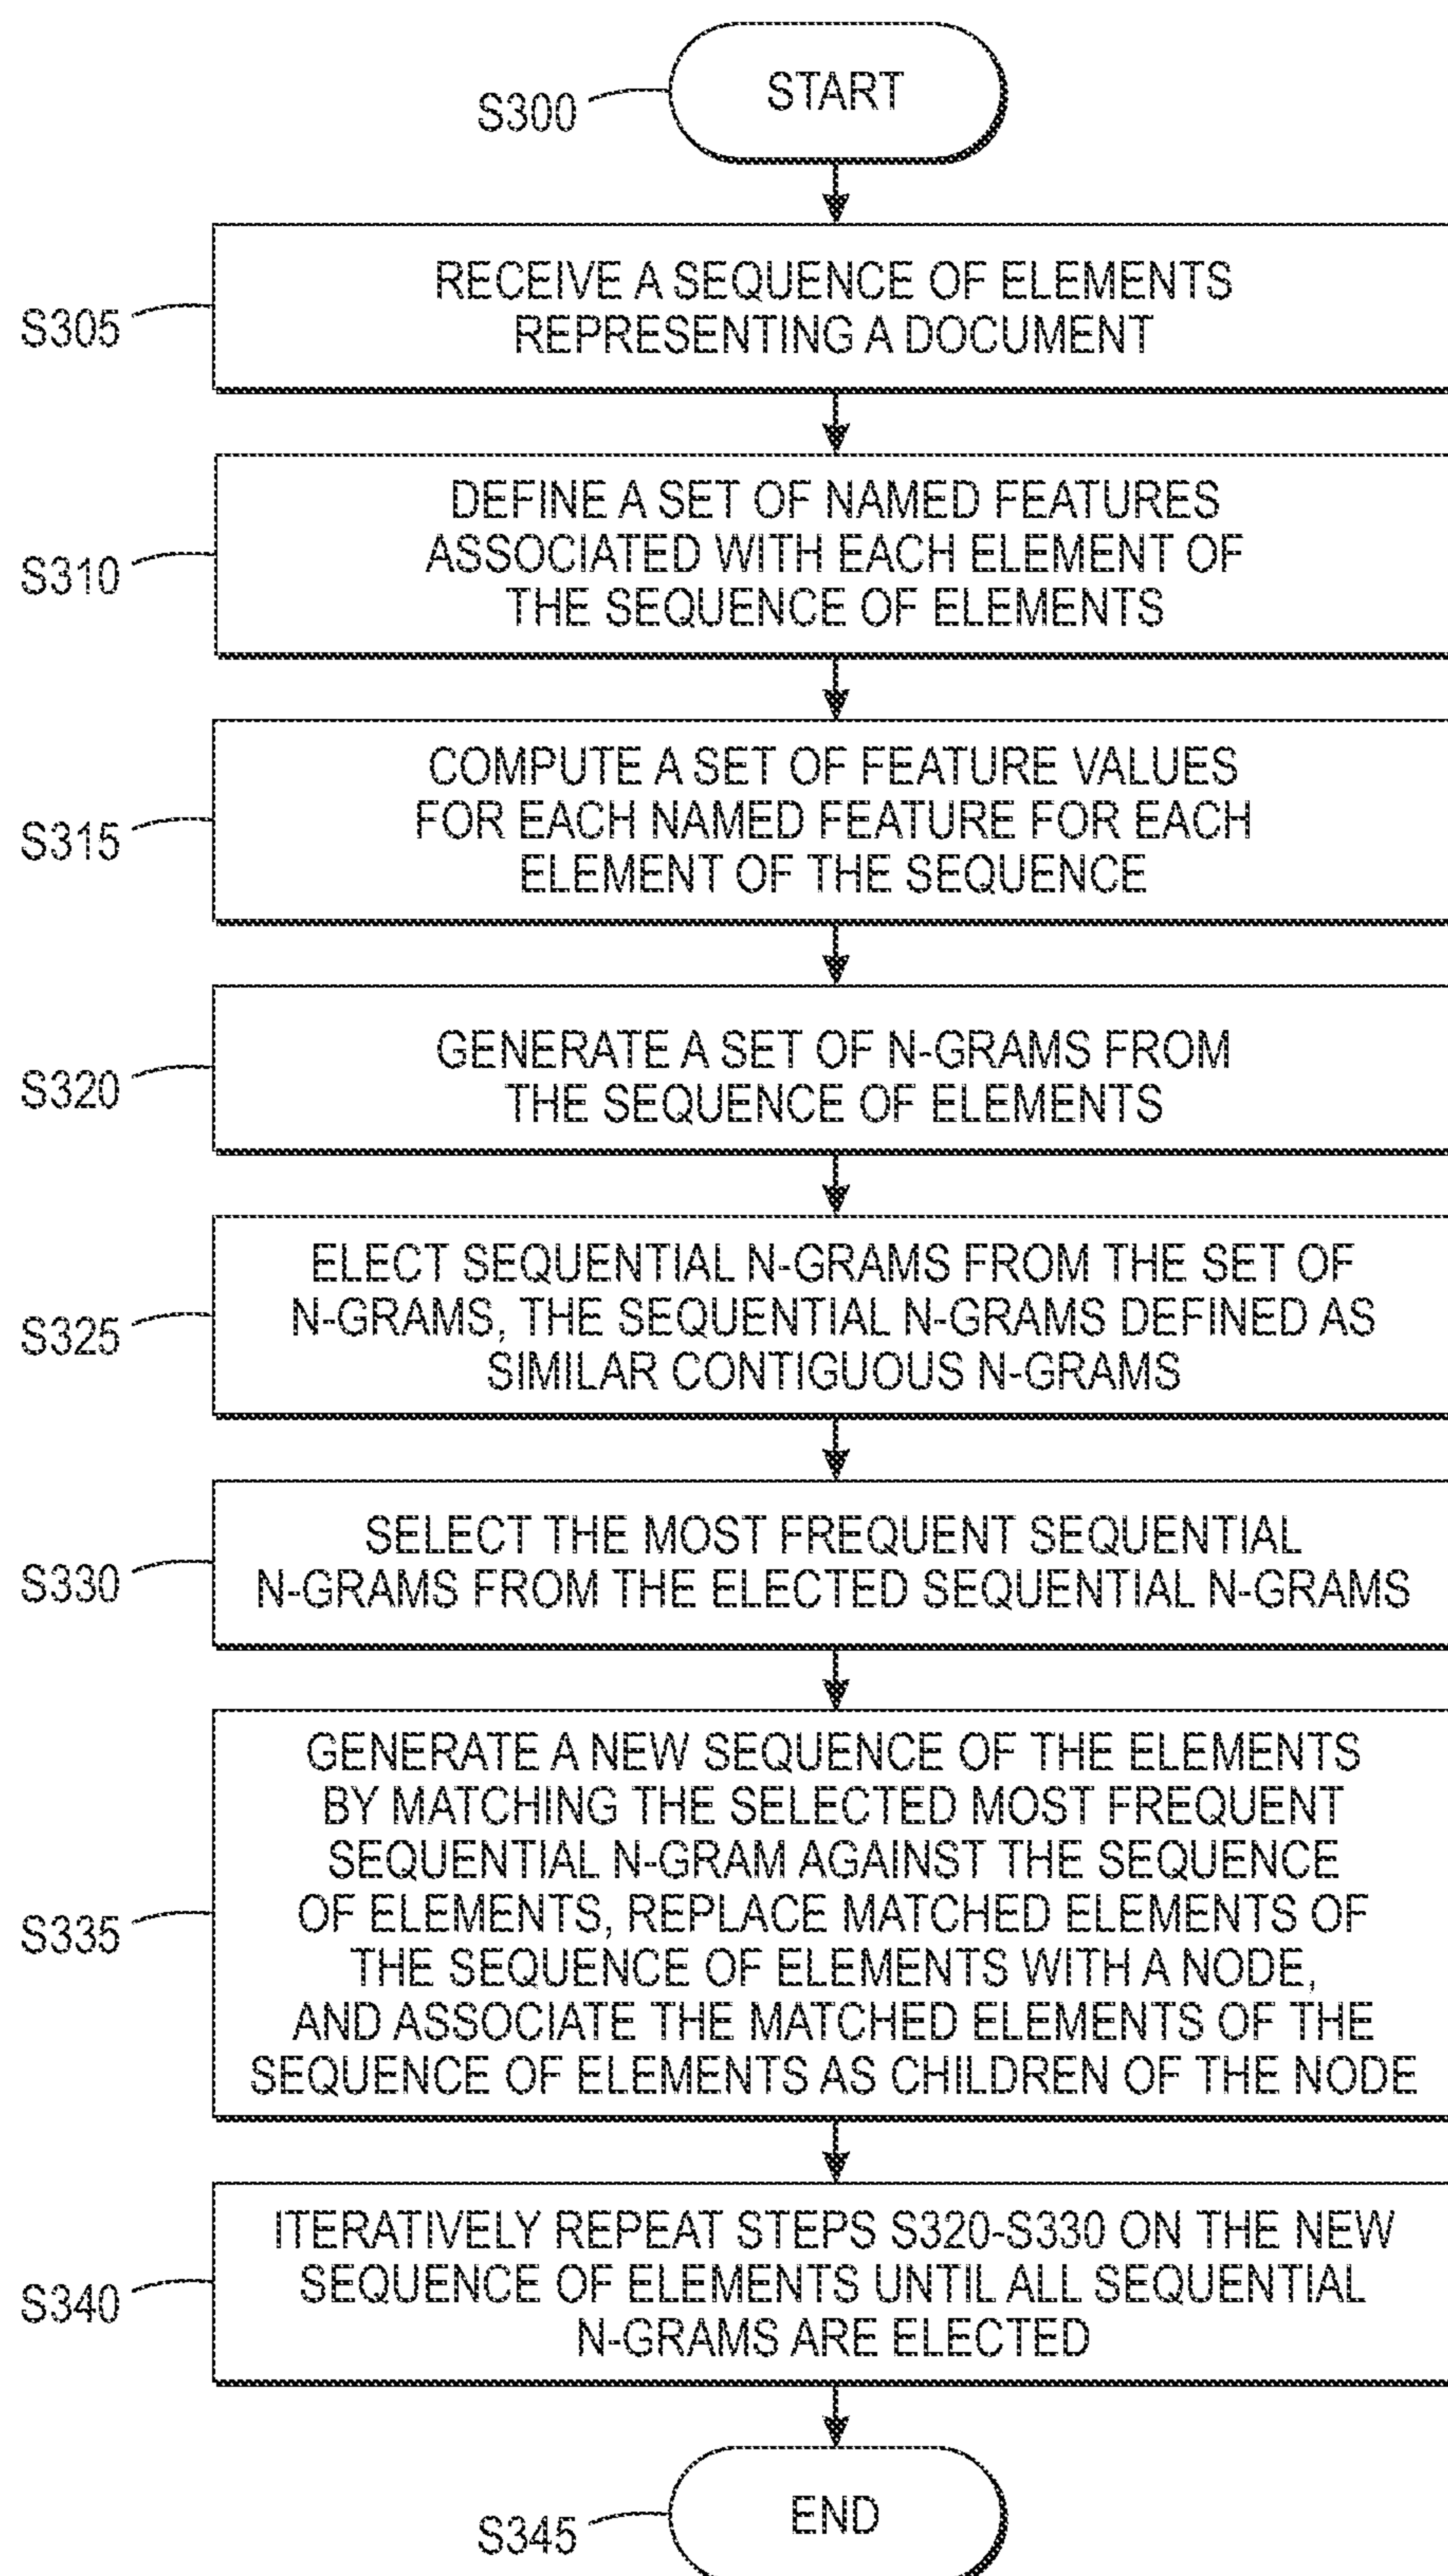 S300
START
S305
RECEIVE A SEQUENCE OF ELEMENTS
REPRESENTING A DOCUMENT
S310
DEFINE A SET OF NAMED FEATURES
ASSOCIATED WITH EACH ELEMENT OF
THE SEQUENCE OF ELEMENTS
S315
COMPUTE A SET OF FEATURE VALUES
FOR EACH NAMED FEATURE FOR EACH
ELEMENT OF THE SEQUENCE
S320
GENERATE A SET OF N-GRAMS FROM
THE SEQUENCE OF ELEMENTS
S325
ELECT SEQUENTIAL N-GRAMS FROM THE SET OF
N-GRAMS, THE SEQUENTIAL N-GRAMS DEFINED AS
SIMILAR CONTIGUOUS N-GRAMS
S330
SELECT THE MOST FREQUENT SEQUENTIAL
N-GRAMS FROM THE ELECTED SEQUENTIAL N-GRAMS
S335
GENERATE A NEW SEQUENCE OF THE ELEMENTS
BY MATCHING THE SELECTED MOST FREQUENT
SEQUENTIAL N-GRAM AGAINST THE SEQUENCE
OF ELEMENTS, REPLACE MATCHED ELEMENTS OF
THE SEQUENCE OF ELEMENTS WITH A NODE,
AND ASSOCIATE THE MATCHED ELEMENTS OF THE
SEQUENCE OF ELEMENTS AS CHILDREN OF THE NODE
S340
ITERATIVELY REPEAT STEPS S320-S330 ON THE NEW
SEQUENCE OF ELEMENTS UNTIL ALL SEQUENTIAL
N-GRAMS ARE ELECTED
S345
END